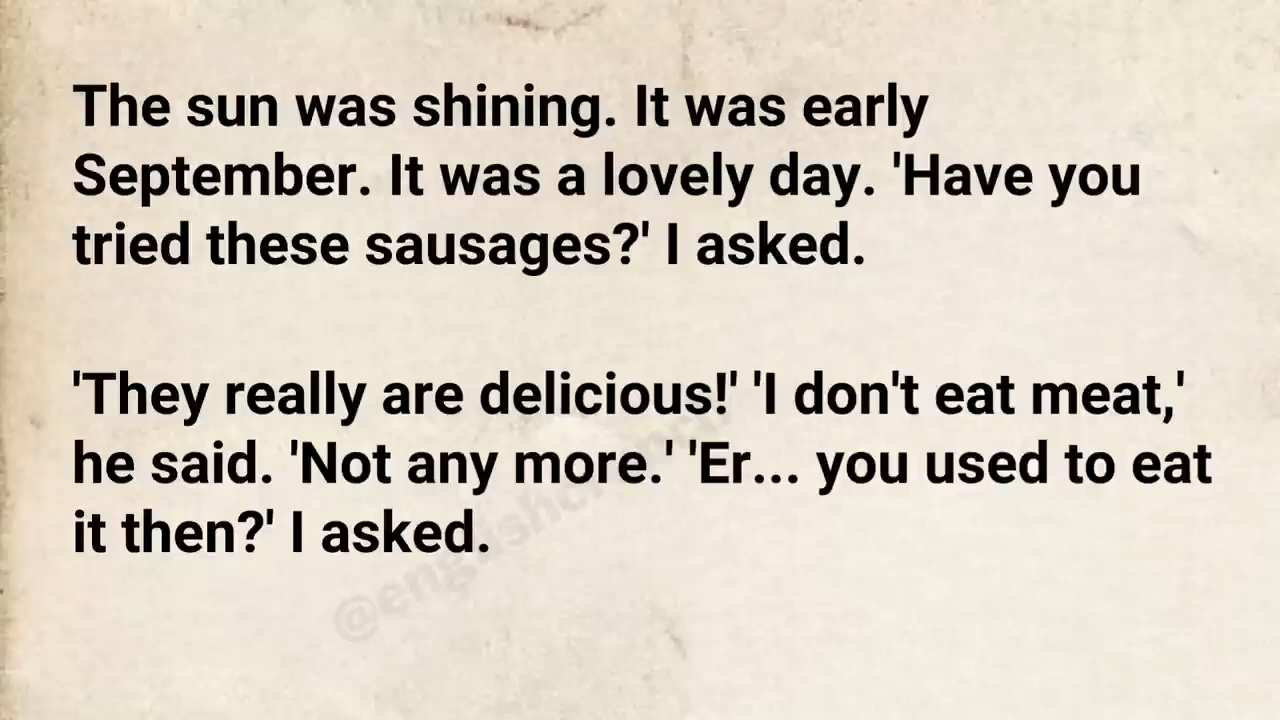 The sun was shining. It was early
September. It was a lovely day. 'Have you
tried these sausages?' I asked.
'They really are delicious!' 'I don't eat meat,'
he said. 'Not any more.' 'Er... you used to eat
it then?' I asked.